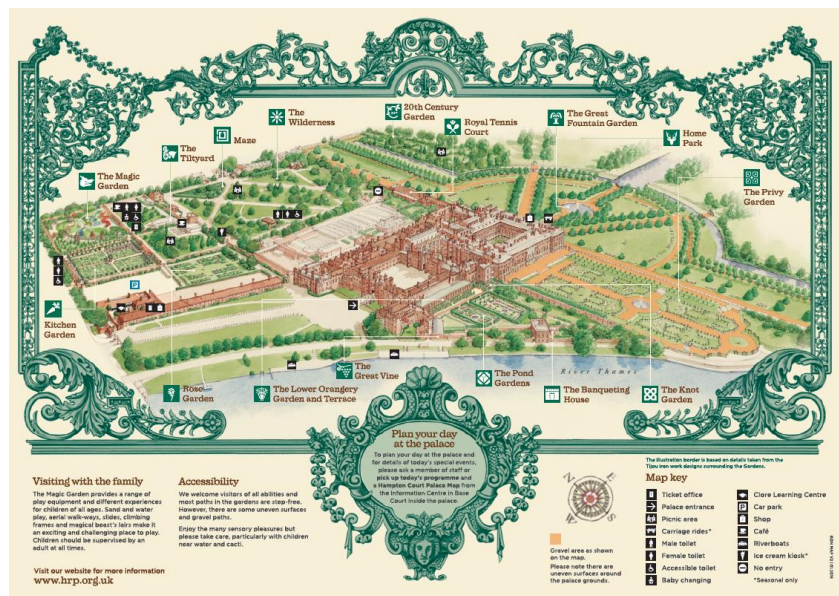 20th Century
Garden
The
Wilderness
Royal Tennis
Court
The Great
Fountain Garden
Maze
Home
Park
The
Tiltyard
The Magic
Garden
The Privy
Garden
P
Kitchen
Garden
River Thames
The
Great Vine
The Pond
Gardens
Rose
Garden
The Lower Orangery
Garden and Terrace
The Banqueting
House
The Knot
Garden
Plan your day
at the palace
To plan your day at the palace and
for details of today's special events,
please ask a member of staff or
pick up today's programme and
a Hampton Court Palace Map from
the Information Centre in Base
Court inside the palace.
The illustration border is based on details taken from the
Tijou iron work designs surrounding the Gardens.
Visiting with the family
The Magic Garden provides a range of
play equipment and different experiences
for children of all ages. Sand and water
play, aerial walk-ways, slides, climbing
frames and magical beast's lairs make it
an exciting and challenging place to play.
Children should be supervised by an
adult at all times.
Accessibility
We welcome visitors of all abilities and
most paths in the gardens are step-free.
However, there are some uneven surfaces
and gravel paths.
Enjoy the many sensory pleasures but
please take care, particularly with children
near water and cacti.
Visit our website for more information
www.hrp.org.uk
N
E
S
W
Gravel area as shown
on the map.
Please note there are
uneven surfaces around
the palace grounds.
Map key
Ticket office
Palace entrance
Picnic area
Carriage rides*
Male toilet
Female toilet
Accessible toilet
Baby changing
Clore Learning Centre
P Car park
Shop
Café
Riverboats
Ice cream kiosk*
No entry
*Seasonal only